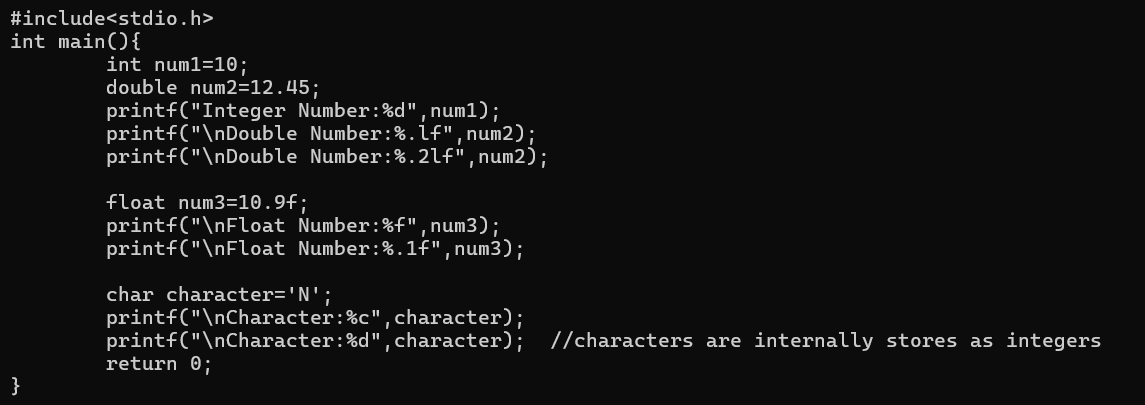 #include<stdio.h>
int main(){
        int num1=10;
        double num2=12.45;
        printf("Integer Number:%d",num1);
        printf("\nDouble Number:%.lf",num2);
        printf("\nDouble Number:%.2lf",num2);

        float num3=10.9f;
        printf("\nFloat Number:%f",num3);
        printf("\nFloat Number:%.1f",num3);

        char character='N';
        printf("\nCharacter:%c",character);
        printf("\nCharacter:%d",character);  //characters are internally stores as integers
        return 0;
}